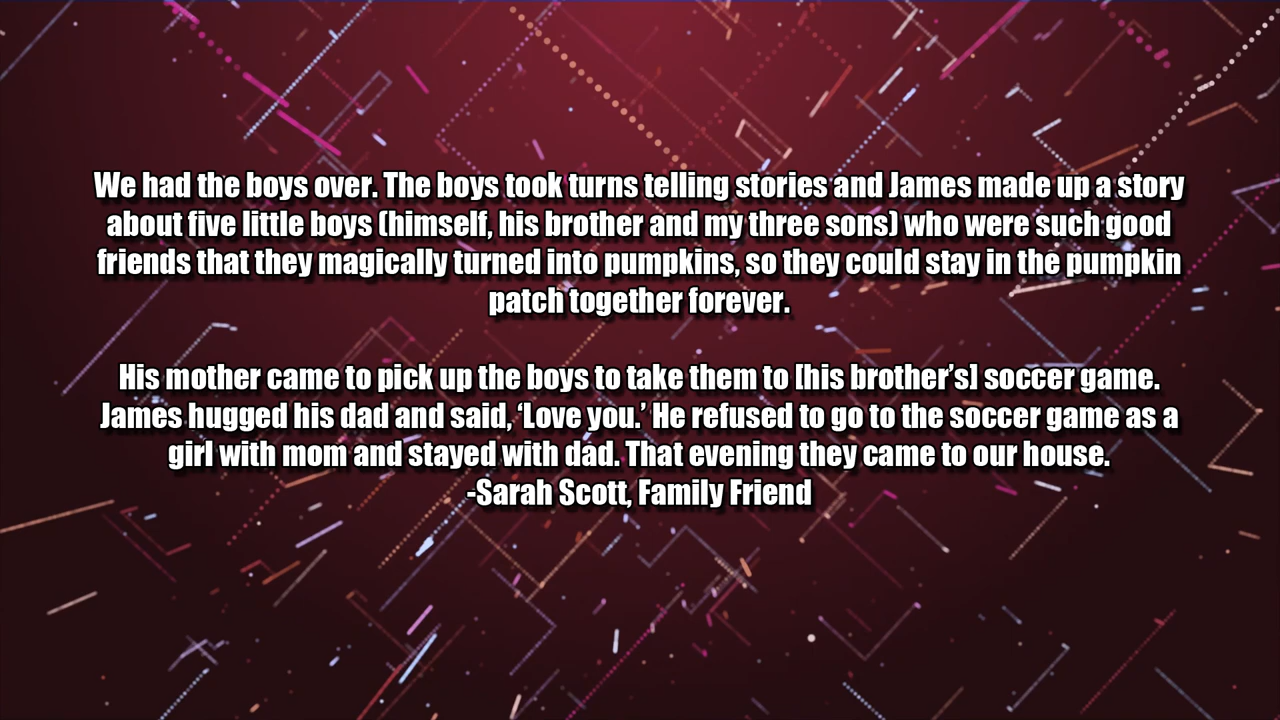 We had the boys over. The boys took turns telling stories and James made up a story
about five little boys (himself, his brother and my three sons) who were such good
friends that they magically turned into pumpkins, so they could stay in the pumpkin
patch together forever.
His mother came to pick up the boys to take them to [his brother’s] soccer game.
James hugged his dad and said, ‘Love you.’ He refused to go to the soccer game as a
girl with mom and stayed with dad. That evening they came to our house.
-Sarah Scott, Family Friend